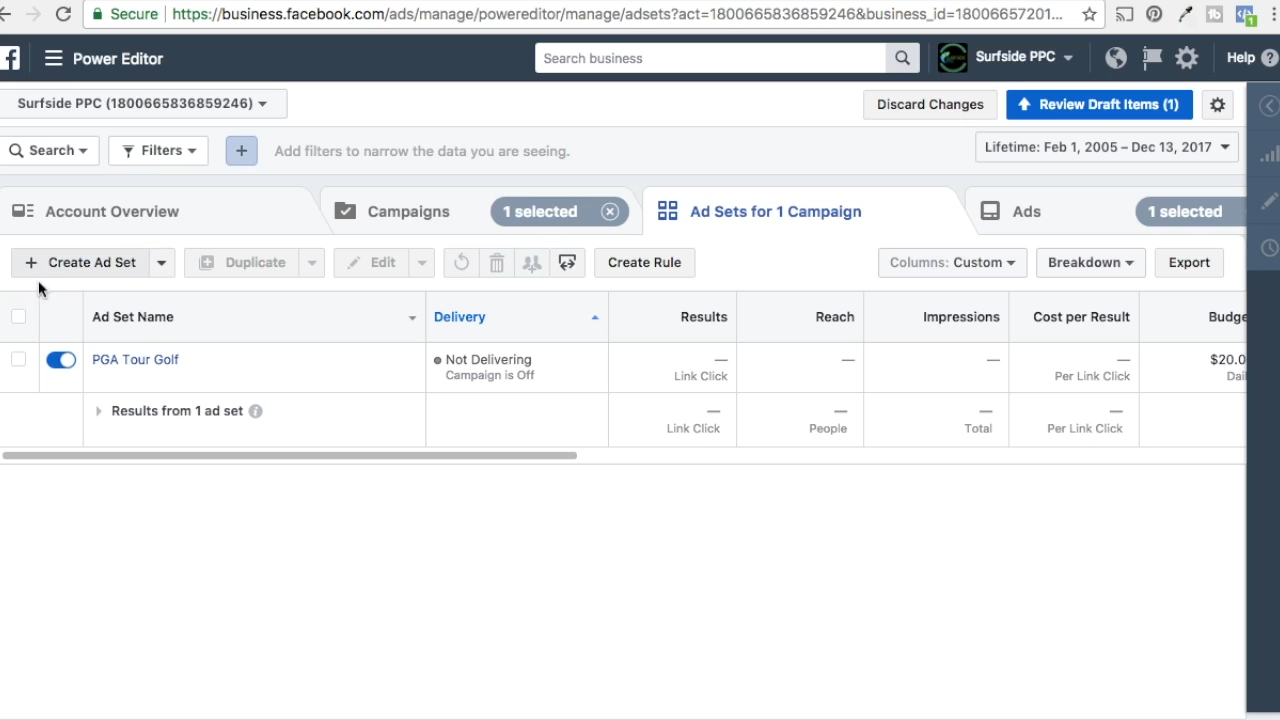 Secure https://business.facebook.com/ads/manage/powereditor/manage/adsets?act=1800665836859246&business_id=18006657201...
1
f Power Editor Search business Surfside PPC Help ?
Surfside PPC (1800665836859246) Discard Changes Review Draft Items (1)
Search Filters + Add filters to narrow the data you are seeing. Lifetime: Feb 1, 2005 – Dec 13, 2017
Account Overview Campaigns 1 selected Ad Sets for 1 Campaign Ads 1 selected
+ Create Ad Set Duplicate Edit Create Rule Columns: Custom Breakdown Export
Ad Set Name Delivery Results Reach Impressions Cost per Result Budge
PGA Tour Golf Not Delivering — — — — $20.0
Campaign is Off Link Click Per Link Click Dail
Results from 1 ad set — — — —
Link Click People Total Per Link Click